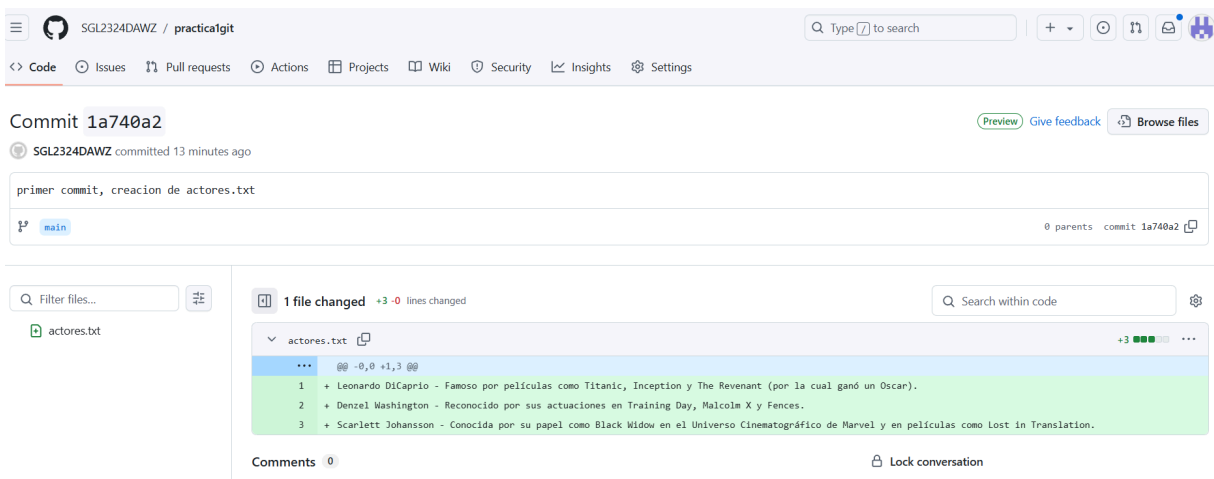 SGL2324DAWZ / practica1git
Type / to search
Code Issues Pull requests Actions Projects Wiki Security Insights Settings
Commit 1a740a2
Preview Give feedback Browse files
SGL2324DAWZ committed 13 minutes ago
primer commit, creacion de actores.txt
main 0 parents commit 1a740a2
Filter files...
1 file changed +3 -0 lines changed
Search within code
actores.txt
actores.txt +3
@@ -0,0 +1,3 @@
1 + Leonardo DiCaprio - Famoso por películas como Titanic, Inception y The Revenant (por la cual ganó un Oscar).
2 + Denzel Washington - Reconocido por sus actuaciones en Training Day, Malcolm X y Fences.
3 + Scarlett Johansson - Conocida por su papel como Black Widow en el Universo Cinematográfico de Marvel y en películas como Lost in Translation.
Comments 0
Lock conversation